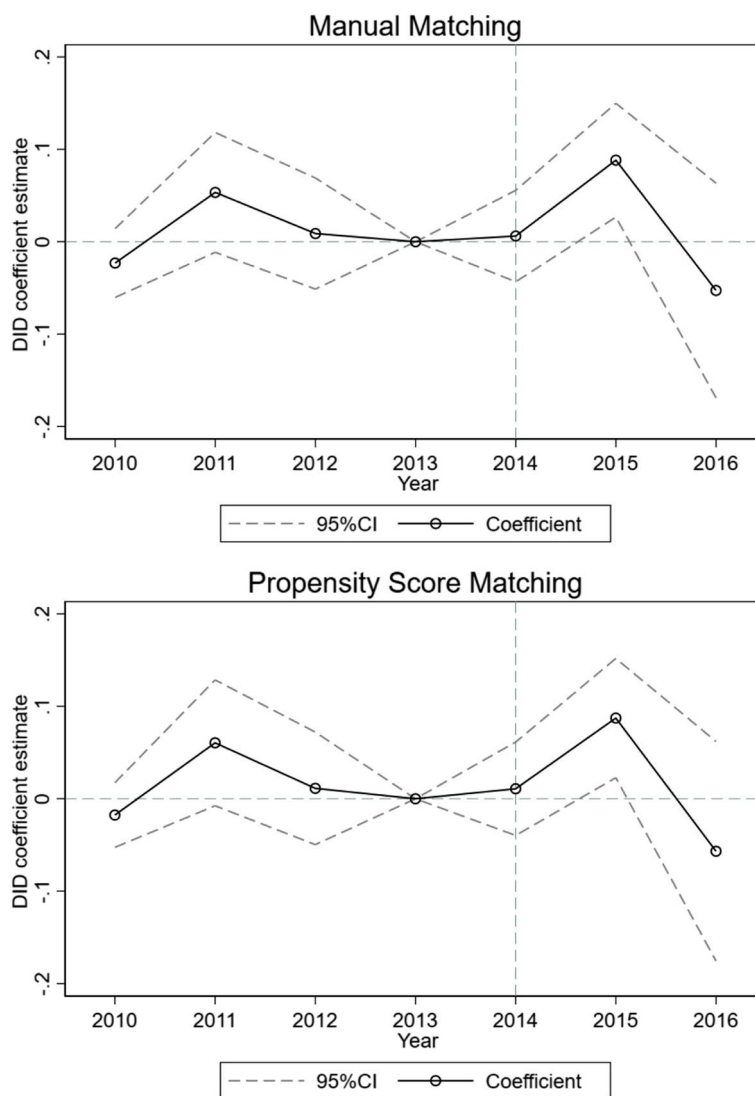 Manual Matching
DID coefficient estimate
.2
.1
0
-.1
-.2
2010 2011 2012 2013 2014 2015 2016
Year
95%CI Coefficient
Propensity Score Matching
DID coefficient estimate
.2
.1
0
-.1
-.2
2010 2011 2012 2013 2014 2015 2016
Year
95%CI Coefficient